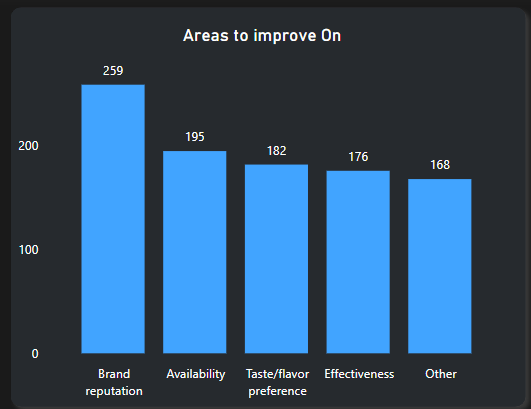 Areas to improve On
259
195
182
176
168
200
100
0
Brand
reputation
Availability
Taste/flavor
preference
Effectiveness
Other